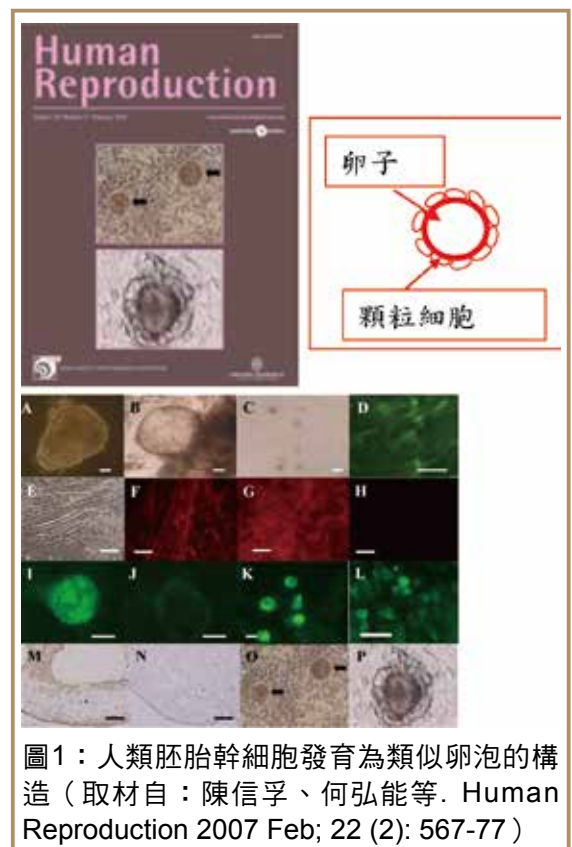 Human
Reproduction
卵子
顆粒細胞
A
B
C
D
E
F
G
H
I
J
K
L
M
N
O
P
圖1：人類胚胎幹細胞發育為類似卵泡的構
造（取材自：陳信孚、何弘能等. Human
Reproduction 2007 Feb; 22 (2): 567-77）